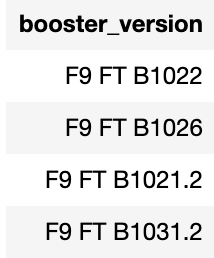 booster_version
F9 FT B1022
F9 FT B1026
F9 FT B1021.2
F9 FT B1031.2